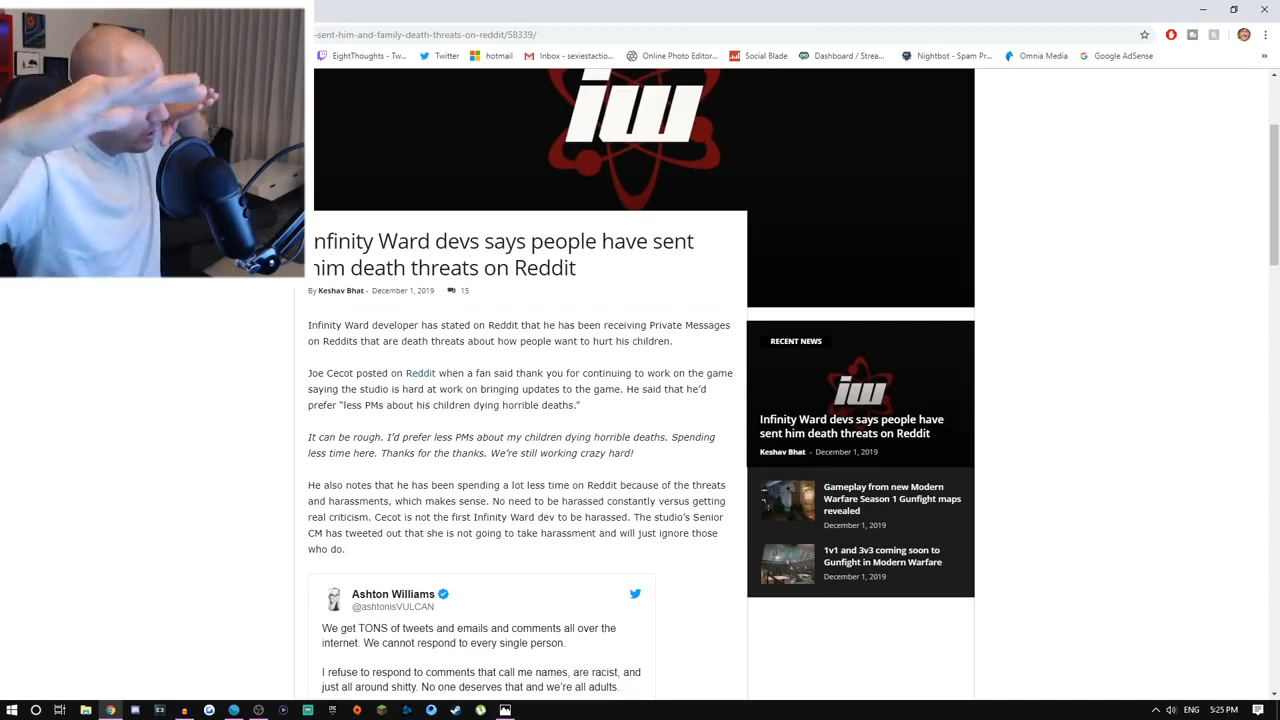 -sent-him-and-family-death-threats-on-reddit/58339/
EightThoughts - Tw...
Twitter
hotmail
Inbox - sexiestactio...
Online Photo Editor...
Social Blade
Dashboard / Strea...
Nightbot - Spam Pr...
Omnia Media
Google AdSense
»
iw
nfinity Ward devs says people have sent
him death threats on Reddit
By Keshav Bhat - December 1, 2019 15
Infinity Ward developer has stated on Reddit that he has been receiving Private Messages
on Reddits that are death threats about how people want to hurt his children.
Joe Cecot posted on Reddit when a fan said thank you for continuing to work on the game
saying the studio is hard at work on bringing updates to the game. He said that he'd
prefer “less PMs about his children dying horrible deaths.”
It can be rough. I'd prefer less PMs about my children dying horrible deaths. Spending
less time here. Thanks for the thanks. We're still working crazy hard!
He also notes that he has been spending a lot less time on Reddit because of the threats
and harassments, which makes sense. No need to be harassed constantly versus getting
real criticism. Cecot is not the first Infinity Ward dev to be harassed. The studio's Senior
CM has tweeted out that she is not going to take harassment and will just ignore those
who do.
Ashton Williams
@ashtonisVULCAN
We get TONS of tweets and emails and comments all over the
internet. We cannot respond to every single person.
I refuse to respond to comments that call me names, are racist, and
just all around shitty. No one deserves that and we're all adults.
RECENT NEWS
iw
Infinity Ward devs says people have
sent him death threats on Reddit
Keshav Bhat - December 1, 2019
Gameplay from new Modern
Warfare Season 1 Gunfight maps
revealed
December 1, 2019
1v1 and 3v3 coming soon to
Gunfight in Modern Warfare
December 1, 2019
ENG 5:25 PM